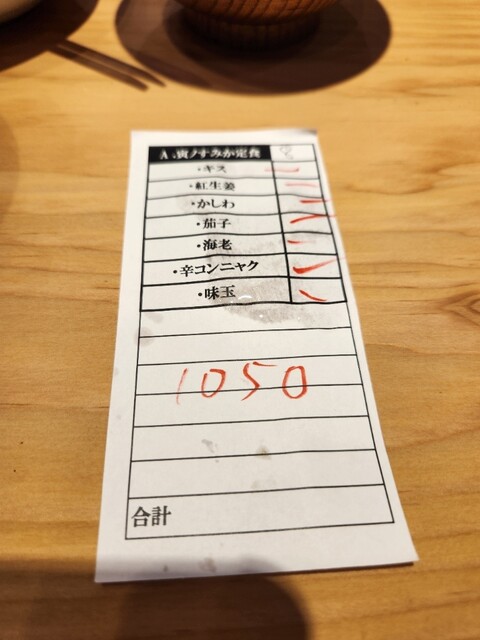 A.寅ノすみか定食
・キス
・紅生姜
・かしわ
・茄子
・海老
・辛コンニャク
・味玉
1050
合計